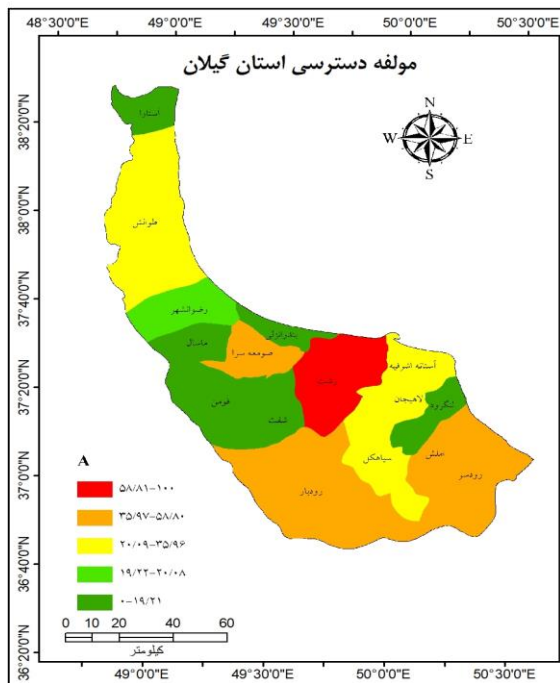 48°30'0"E 49°0'0"E 49°30'0"E 50°0'0"E 50°30'0"E
مولفه دسترسی استان گیلان
N
W E
S
38°20'0"N
38°0'0"N
37°40'0"N
37°20'0"N
37°0'0"N
36°40'0"N
36°20'0"N
آستارا
طوالش
رضوانشهر
بندرانزلی
ماسال
صومعه سرا
رشت
آستانه اشرفیه
لاهیجان
لنگرود
فومن
شفت
سیاهکل
املش
رودسر
رودبار
A
۵۸/۸۱-۱۰۰
۳۵/۹۷-۵۸/۸۰
۲۰/۰۹-۳۵/۹۶
۱۹/۲۲-۲۰/۰۸
۰-۱۹/۲۱
0 10 20 40 60
کیلومتر
49°0'0"E 49°30'0"E 50°0'0"E 50°30'0"E